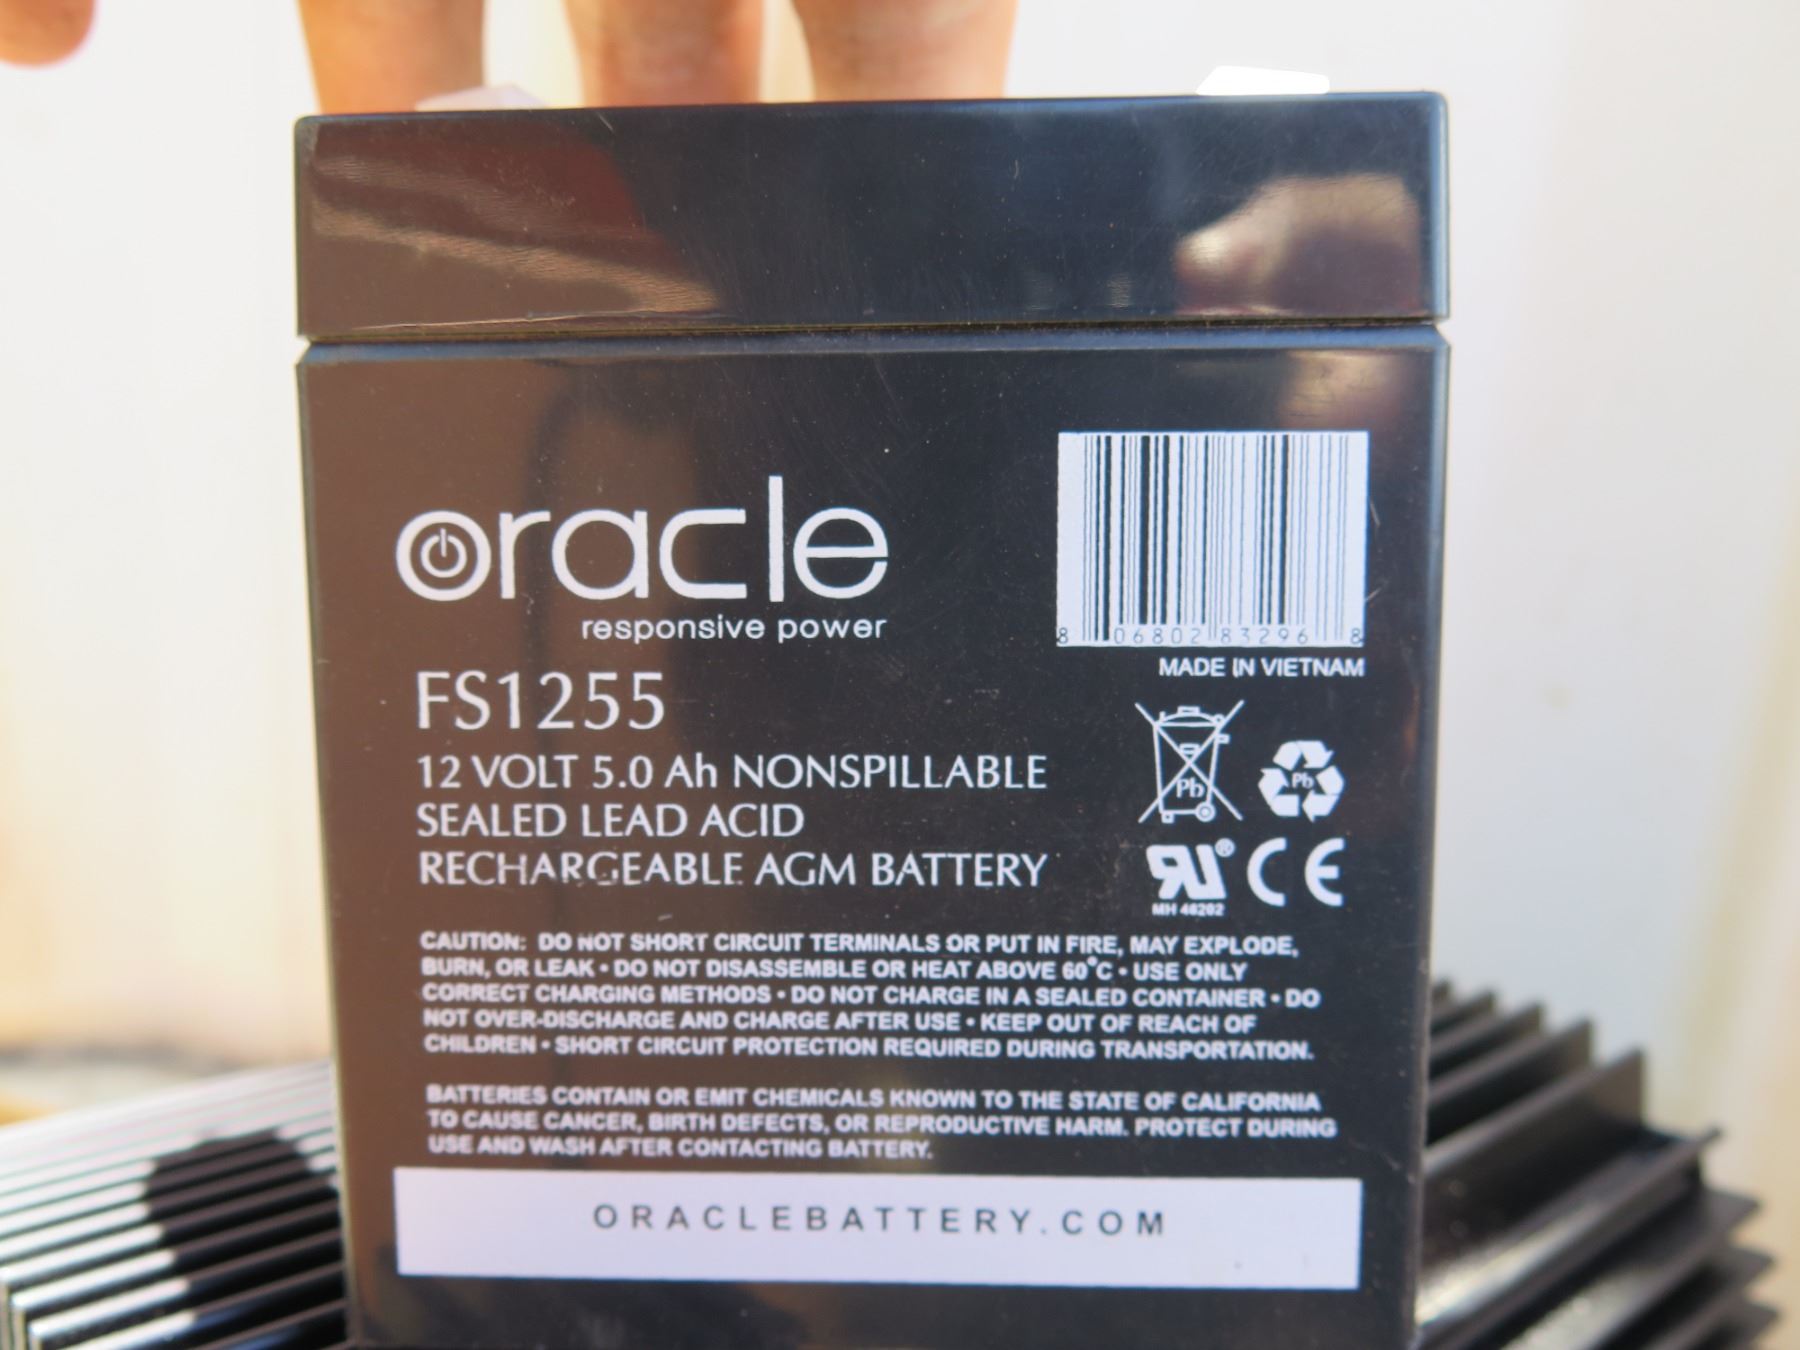 oracle
responsive power
8 06802 83296 8
MADE IN VIETNAM
FS1255
12 VOLT 5.0 Ah NONSPILLABLE
SEALED LEAD ACID
RECHARGEABLE AGM BATTERY
Pb
Pb
RU®
CE
MH 46202
CAUTION: DO NOT SHORT CIRCUIT TERMINALS OR PUT IN FIRE, MAY EXPLODE,
BURN, OR LEAK • DO NOT DISASSEMBLE OR HEAT ABOVE 60°C • USE ONLY
CORRECT CHARGING METHODS • DO NOT CHARGE IN A SEALED CONTAINER • DO
NOT OVER-DISCHARGE AND CHARGE AFTER USE • KEEP OUT OF REACH OF
CHILDREN • SHORT CIRCUIT PROTECTION REQUIRED DURING TRANSPORTATION.
BATTERIES CONTAIN OR EMIT CHEMICALS KNOWN TO THE STATE OF CALIFORNIA
TO CAUSE CANCER, BIRTH DEFECTS, OR REPRODUCTIVE HARM. PROTECT DURING
USE AND WASH AFTER CONTACTING BATTERY.
ORACLEBATTERY.COM